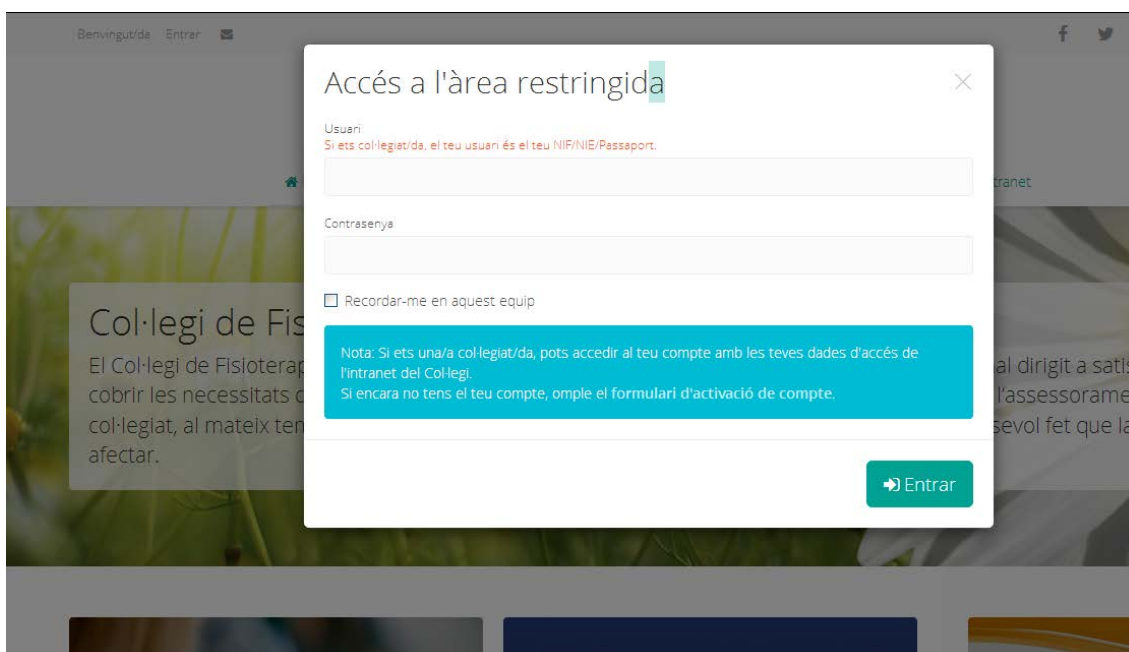 Benvingut/da Entrar
Accés a l'àrea restringida
Usuari
Si ets col·legiat/da, el teu usuari és el teu NIF/NIE/Passaport.
tranet
Contrasenya
Recordar-me en aquest equip
Nota: Si ets una/a col·legiat/da, pots accedir al teu compte amb les teves dades d'accés de
l'intranet del Col·legi.
Si encara no tens el teu compte, omple el formulari d'activació de compte.
Entrar
Col·legi de Fis
El Col·legi de Fisioterap al dirigit a satis
cobrir les necessitats d l'assessorame
col·legiat, al mateix ten sevol fet que la
afectar.